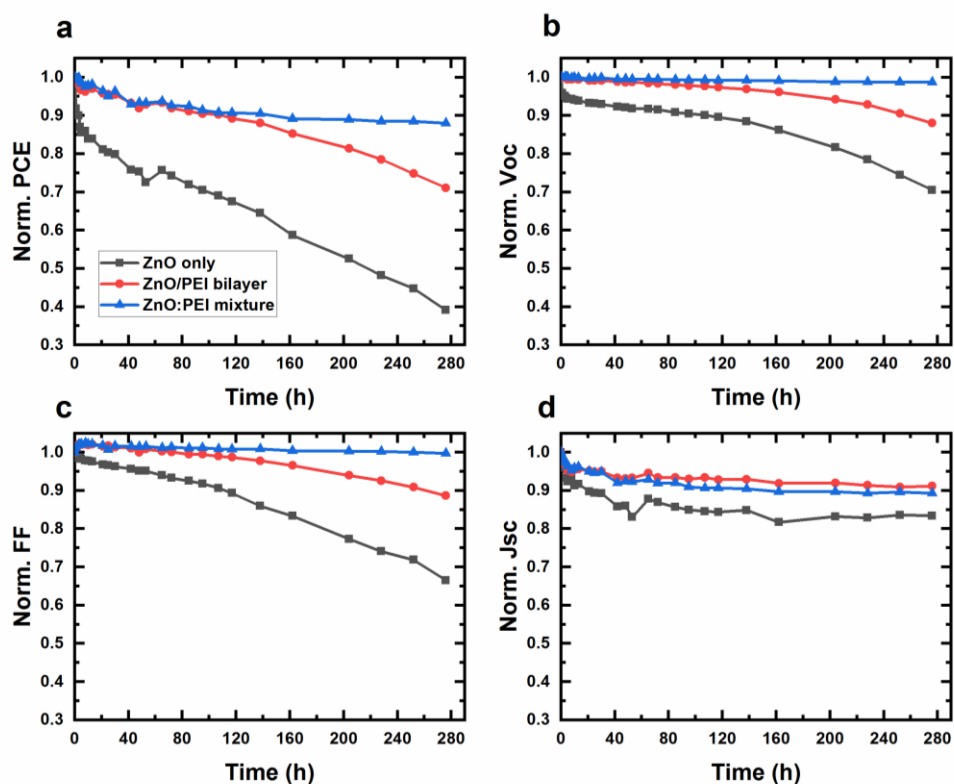 a
Norm. PCE
1.0
0.9
0.8
0.7
0.6
0.5
0.4
0.3
ZnO only
ZnO/PEI bilayer
ZnO:PEI mixture
0 40 80 120 160 200 240 280
Time (h)
b
Norm. Voc
1.0
0.9
0.8
0.7
0.6
0.5
0.4
0.3
0 40 80 120 160 200 240 280
Time (h)
c
Norm. FF
1.0
0.9
0.8
0.7
0.6
0.5
0.4
0.3
0 40 80 120 160 200 240 280
Time (h)
d
Norm. Jsc
1.0
0.9
0.8
0.7
0.6
0.5
0.4
0.3
0 40 80 120 160 200 240 280
Time (h)